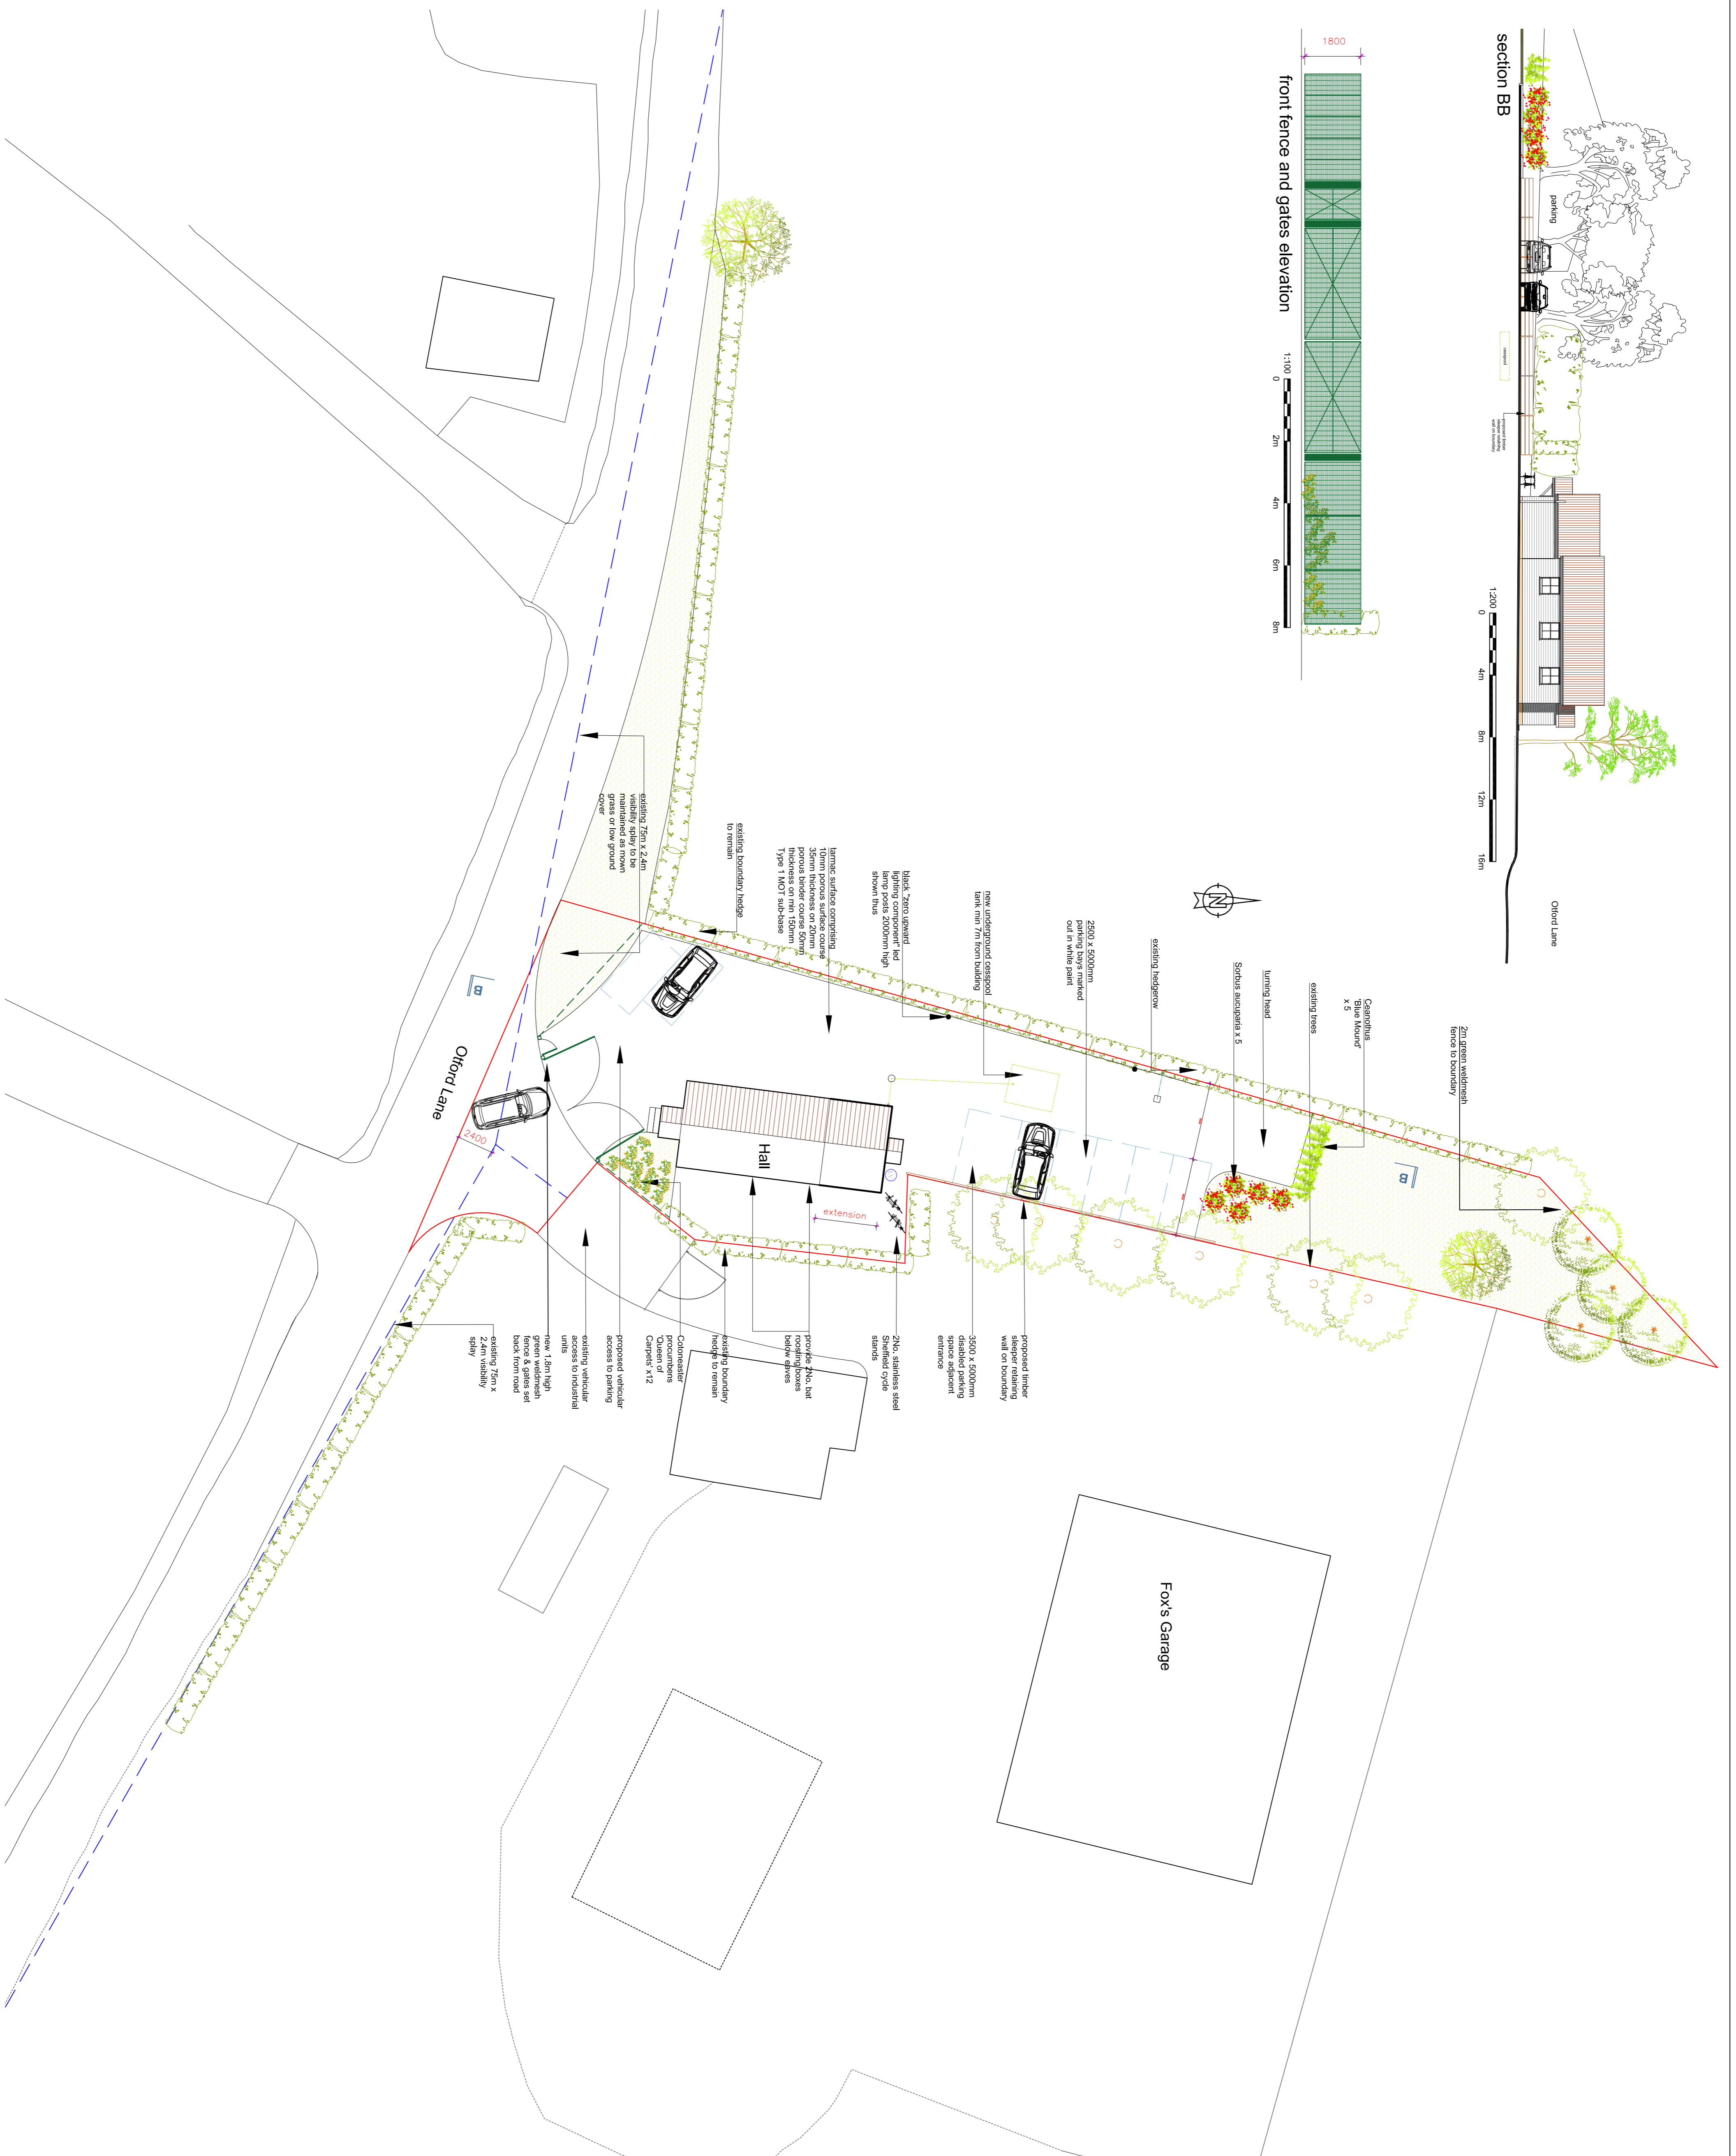 section BB
parking
cesspool
proposed timber
sleeper retaining
wall on boundary
Otford Lane
1:200
0
4m
8m
12m
16m
1800
front fence and gates elevation
1:100
0
2m
4m
6m
8m
N
2m green weldmesh
fence to boundary
Ceanothus
'Blue Mound'
x 5
existing trees
turning head
Sorbus aucuparia x 5
existing hedgerow
2500 x 5000mm
parking bays marked
out in white paint
new underground cesspool
tank min 7m from building
black "zero upward
lighting component" led
lamp posts 2000mm high
shown thus
tarmac surface comprising
10mm porous surface course
35mm thickness on 20mm
porous binder course 50mm
thickness on min 150mm
Type 1 MOT sub-base
existing boundary hedge
to remain
existing 75m x 2.4m
visibility splay to be
maintained as mown
grass or low ground
cover
B
B
Hall
extension
Otford Lane
2400
proposed timber
sleeper retaining
wall on boundary
3500 x 5000mm
disabled parking
space adjacent
entrance
2No. stainless steel
Sheffield cycle
stands
provide 2No. bat
roosting boxes
below eaves
existing boundary
hedge to remain
Cotoneaster
procumbens
'Queen of
Carpets' x12
proposed vehicular
access to parking
existing vehicular
access to industrial
units
new 1.8m high
green weldmesh
fence & gates set
back from road
existing 75m x
2.4m visibility
splay
Fox's Garage